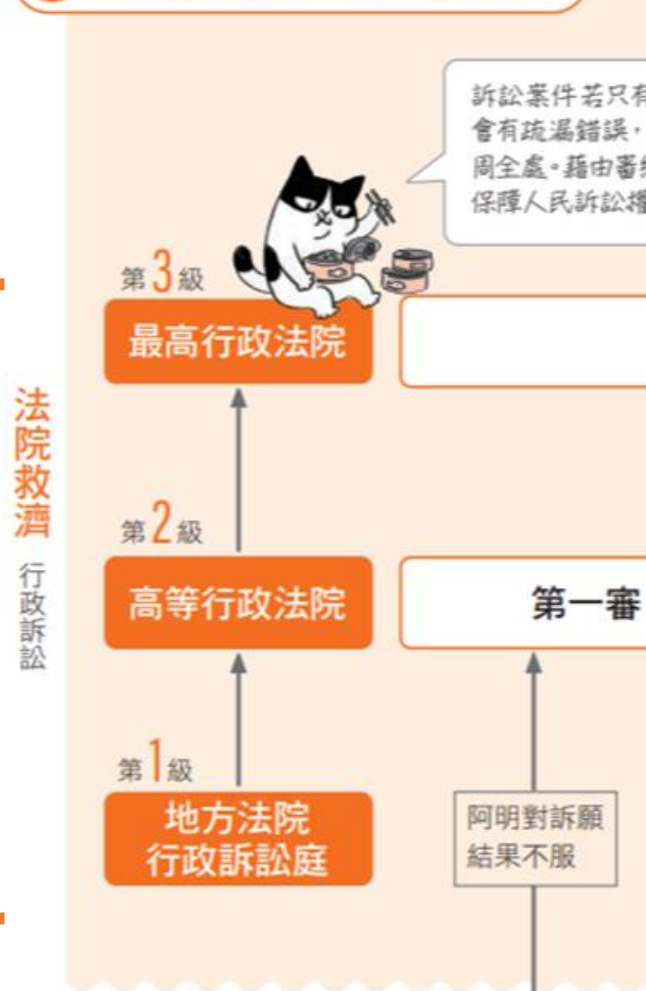 訴訟案件若只有
會有疏漏錯誤，
周全處。藉由審
保障人民訴訟權
第3級
最高行政法院
法院救濟 行政訴訟
第2級
高等行政法院
第一審
第1級
地方法院
行政訴訟庭
阿明對訴願
結果不服